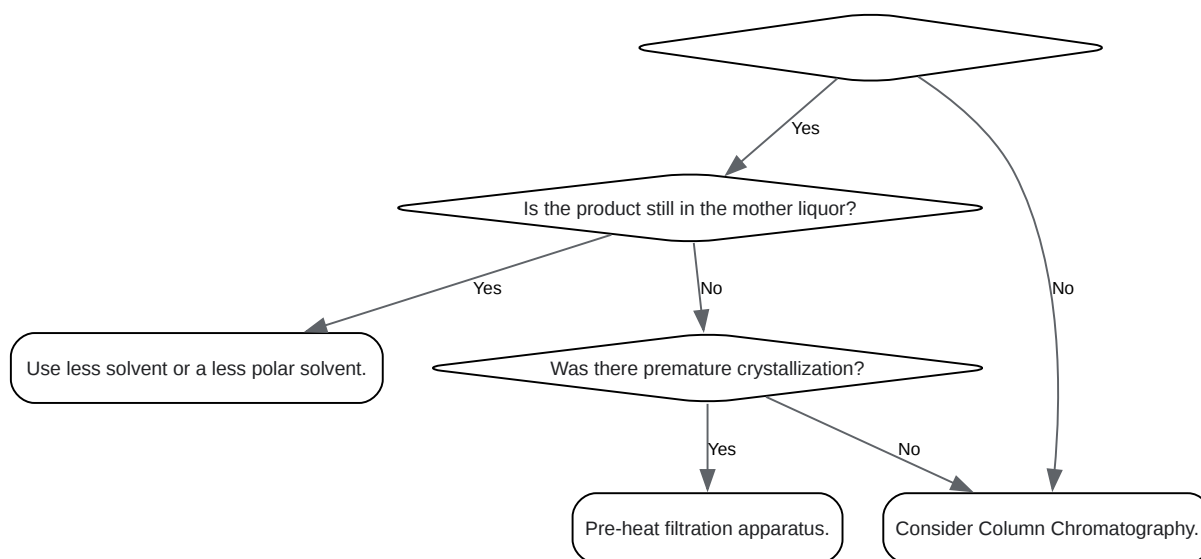 Yes
Is the product still in the mother liquor?
Yes
No
No
Use less solvent or a less polar solvent.
Was there premature crystallization?
Yes
No
Pre-heat filtration apparatus.
Consider Column Chromatography.